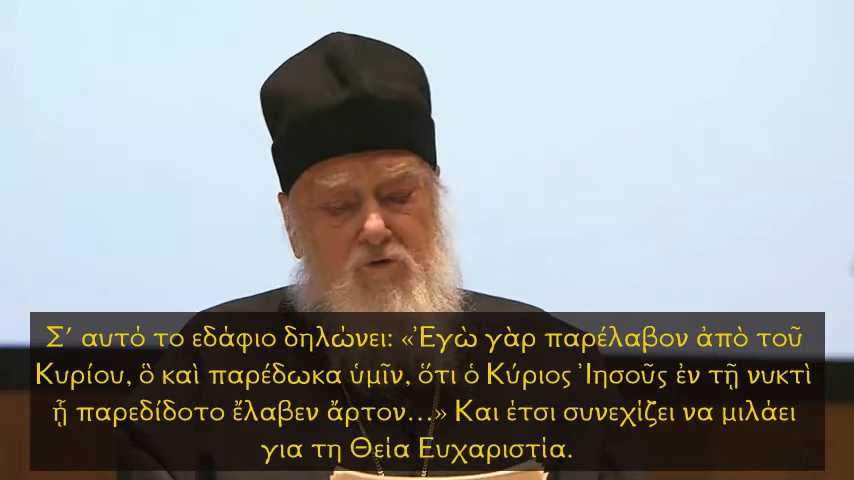 Σ’ αυτό το εδάφιο δηλώνει: «Ἐγὼ γὰρ παρέλαβον ἀπὸ τοῦ
Κυρίου, ὃ καὶ παρέδωκα ὑμῖν, ὅτι ὁ Κύριος Ἰησοῦς ἐν τῇ νυκτὶ
ᾗ παρεδίδοτο ἔλαβεν ἄρτον...» Και έτσι συνεχίζει να μιλάει
για τη Θεία Ευχαριστία.